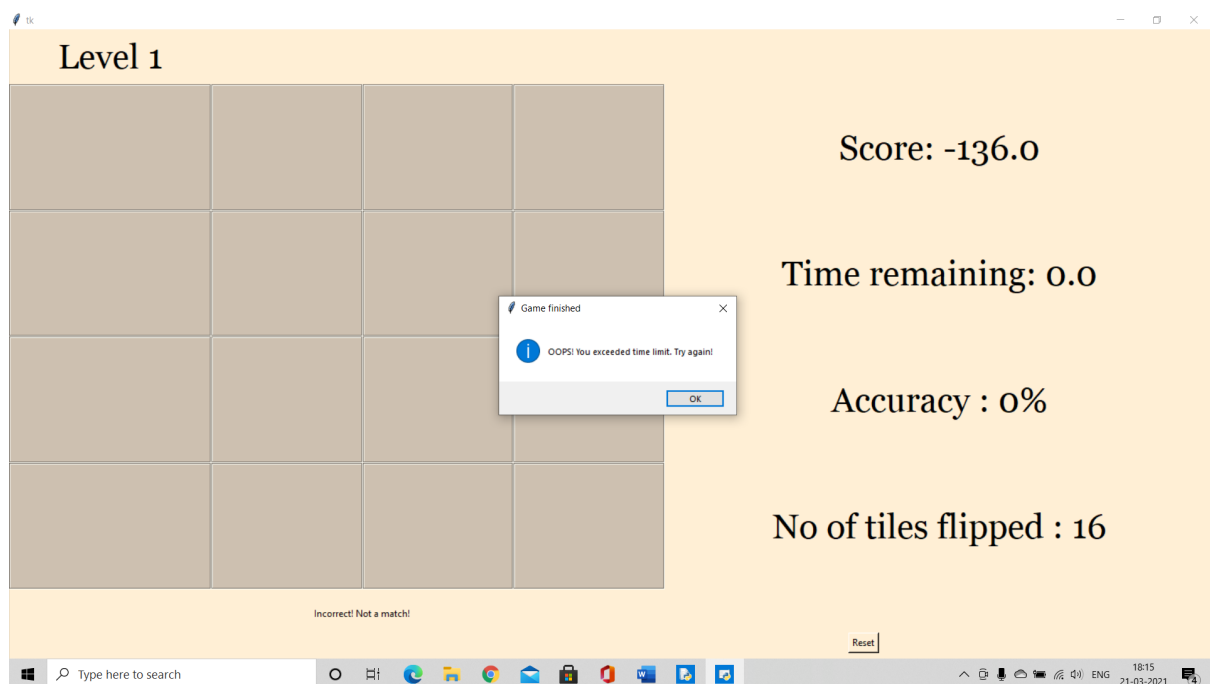 tk
Level 1
Score: -136.0
Time remaining: 0.0
Game finished
OOPS! You exceeded time limit. Try again!
OK
Accuracy : 0%
No of tiles flipped : 16
Incorrect! Not a match!
Reset
Type here to search
ENG
18:15
21-03-2021
4